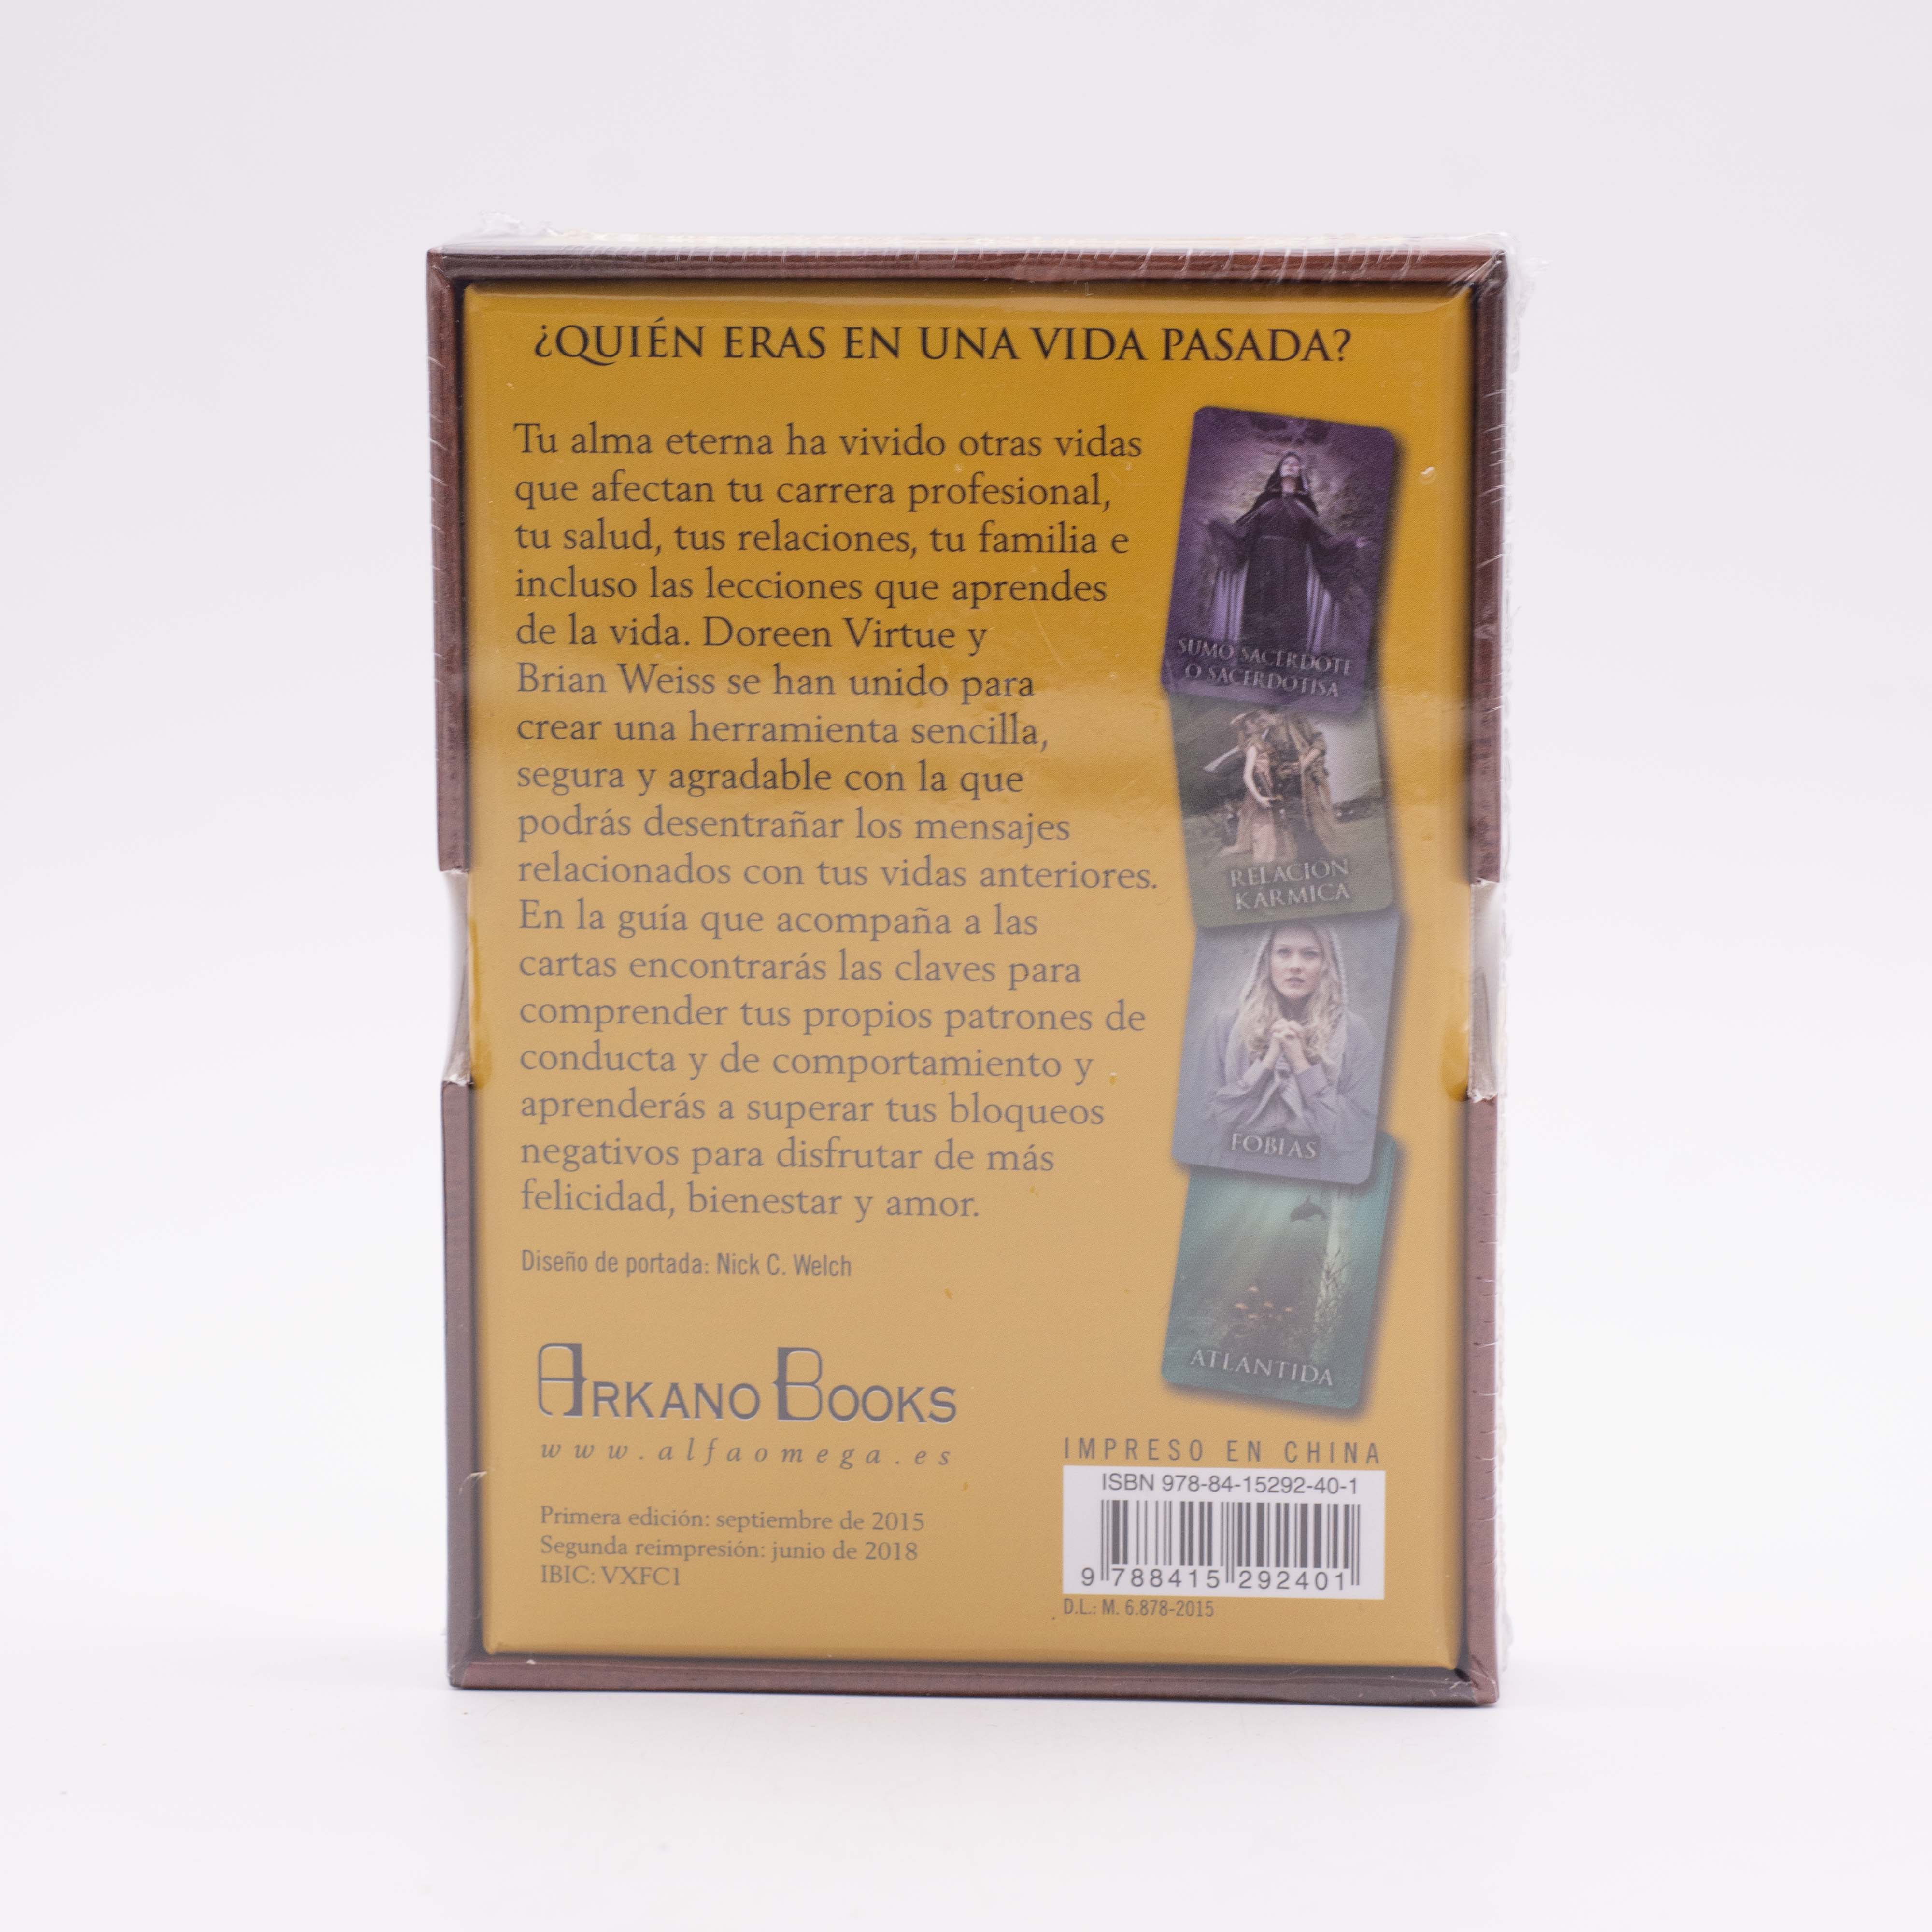 ¿QUIÉN ERAS EN UNA VIDA PASADA?
Tu alma eterna ha vivido otras vidas
que afectan tu carrera profesional,
tu salud, tus relaciones, tu familia e
incluso las lecciones que aprendes
de la vida. Doreen Virtue y
Brian Weiss se han unido para
crear una herramienta sencilla,
segura y agradable con la que
podrás desentrañar los mensajes
relacionados con tus vidas anteriores.
En la guía que acompaña a las
cartas encontrarás las claves para
comprender tus propios patrones de
conducta y de comportamiento y
aprenderás a superar tus bloqueos
negativos para disfrutar de más
felicidad, bienestar y amor.
Diseño de portada: Nick C. Welch
SUMO SACERDOTE
O SACERDOTISA
RELACIÓN
KÁRMICA
FOBIAS
ATLÁNTIDA
ARKANO BOOKS
www.alfaomega.es
Primera edición: septiembre de 2015
Segunda reimpresión: junio de 2018
IBIC: VXFC1
IMPRESO EN CHINA
ISBN 978-84-15292-40-1
9 788415 292401
D.L.: M. 6.878-2015